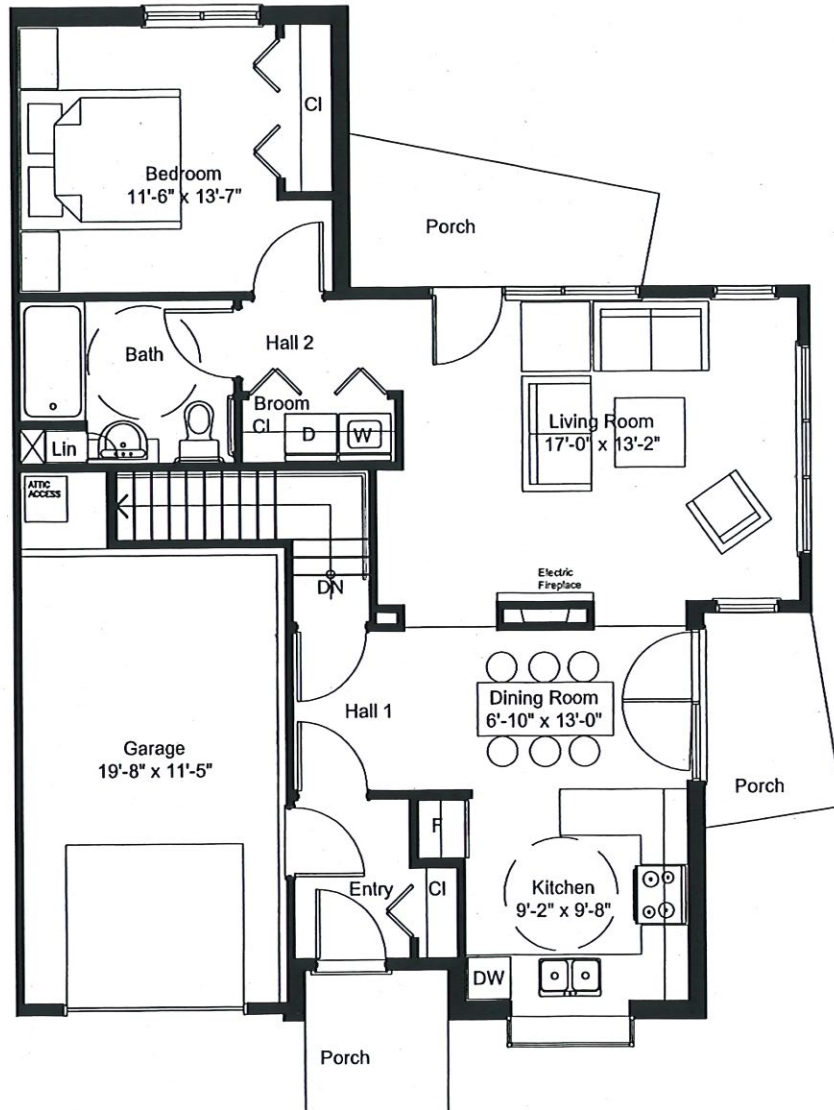 Cl
Bedroom
11'-6" x 13'-7"
Porch
Bath
Hall 2
Broom
Cl
D
W
Lin
Living Room
17'-0" x 13'-2"
ATTIC
ACCESS
Electric
Fireplace
DN
Hall 1
Dining Room
6'-10" x 13'-0"
Garage
19'-8" x 11'-5"
Porch
F
Entry
Cl
Kitchen
9'-2" x 9'-8"
DW
Porch